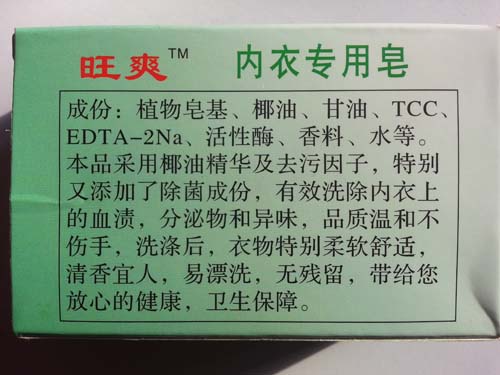 旺爽™ 内衣专用皂
成份：植物皂基、椰油、甘油、TCC、
EDTA-2Na、活性酶、香料、水等。
本品采用椰油精华及去污因子，特别
又添加了除菌成份，有效洗除内衣上
的血渍，分泌物和异味，品质温和不
伤手，洗涤后，衣物特别柔软舒适，
清香宜人，易漂洗，无残留，带给您
放心的健康，卫生保障。